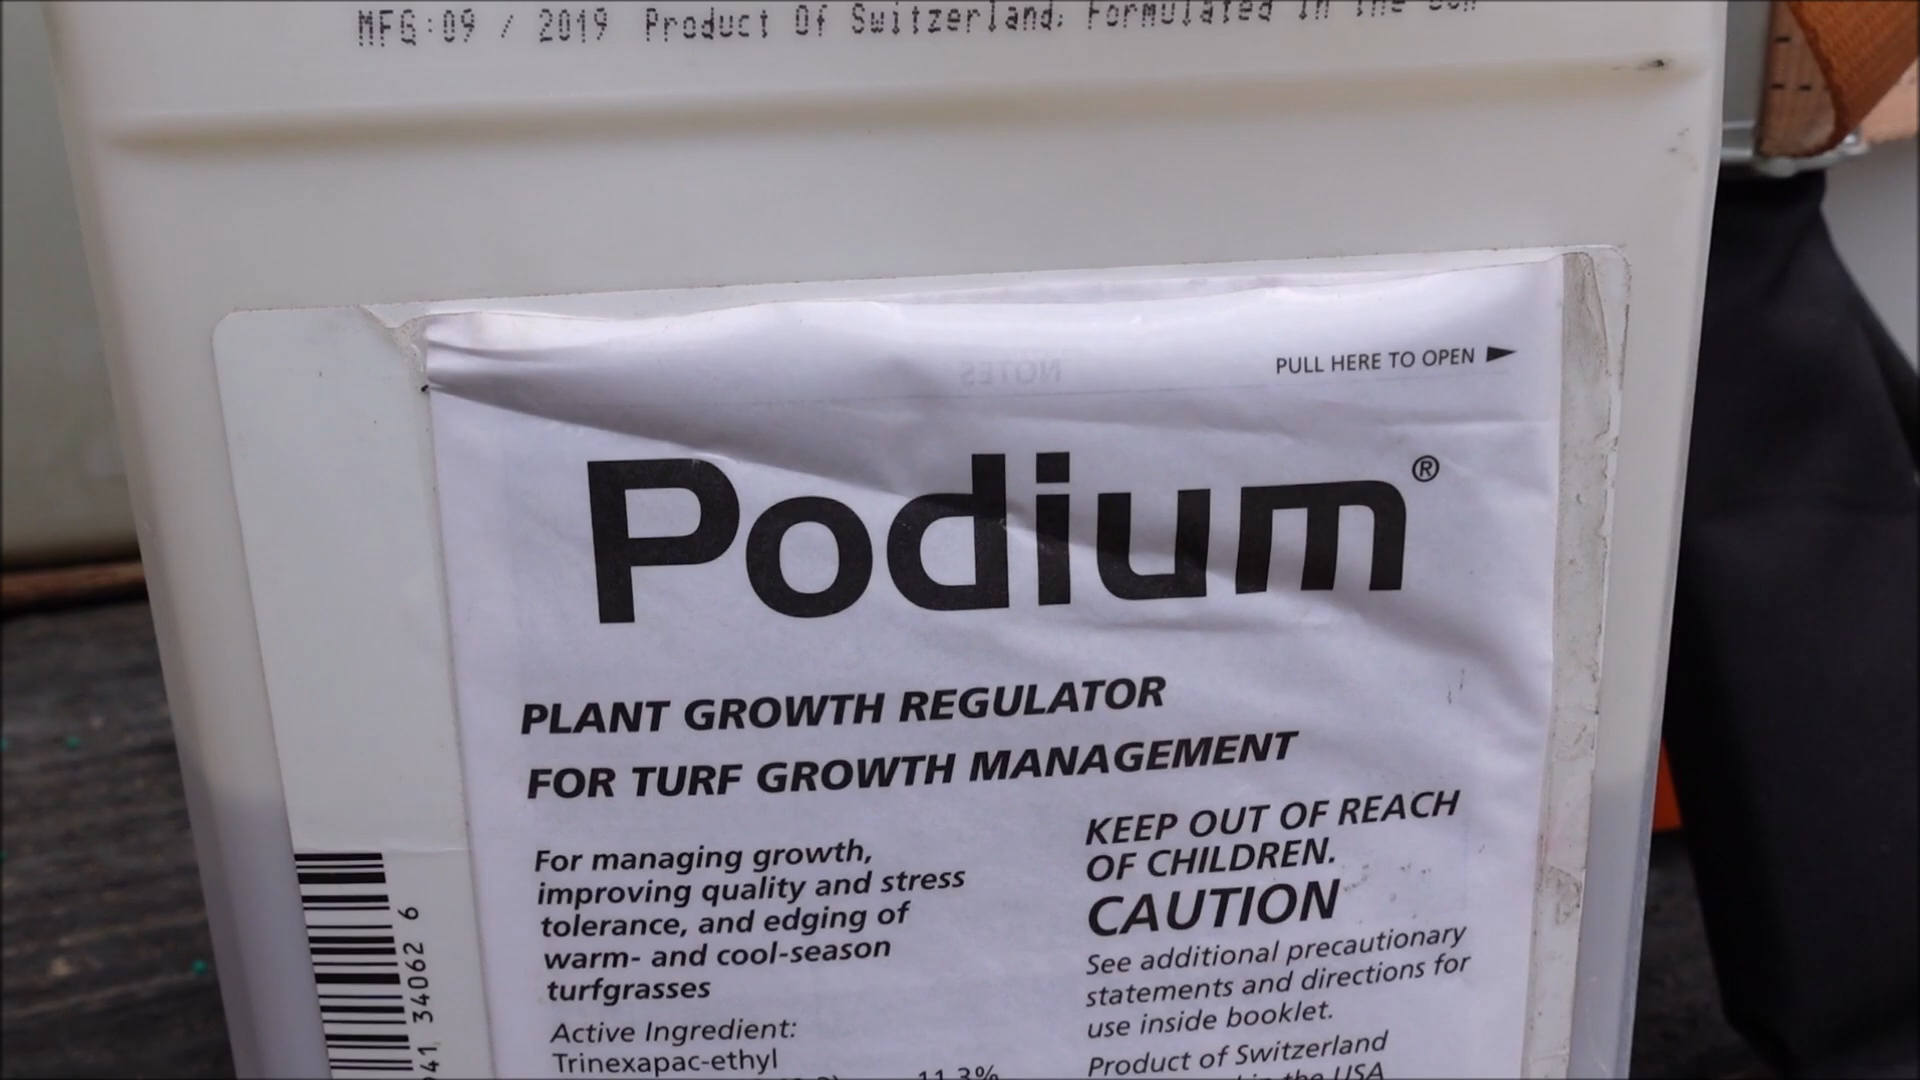 MFG:09 / 2019 Product Of Switzerland, Formulated In The
NOTES
PULL HERE TO OPEN
Podium®
PLANT GROWTH REGULATOR
FOR TURF GROWTH MANAGEMENT
For managing growth,
improving quality and stress
tolerance, and edging of
warm- and cool-season
turfgrasses
Active Ingredient:
Trinexapac-ethyl
11.3%
KEEP OUT OF REACH
OF CHILDREN.
CAUTION
See additional precautionary
statements and directions for
use inside booklet.
Product of Switzerland
in the USA
41 34062 6